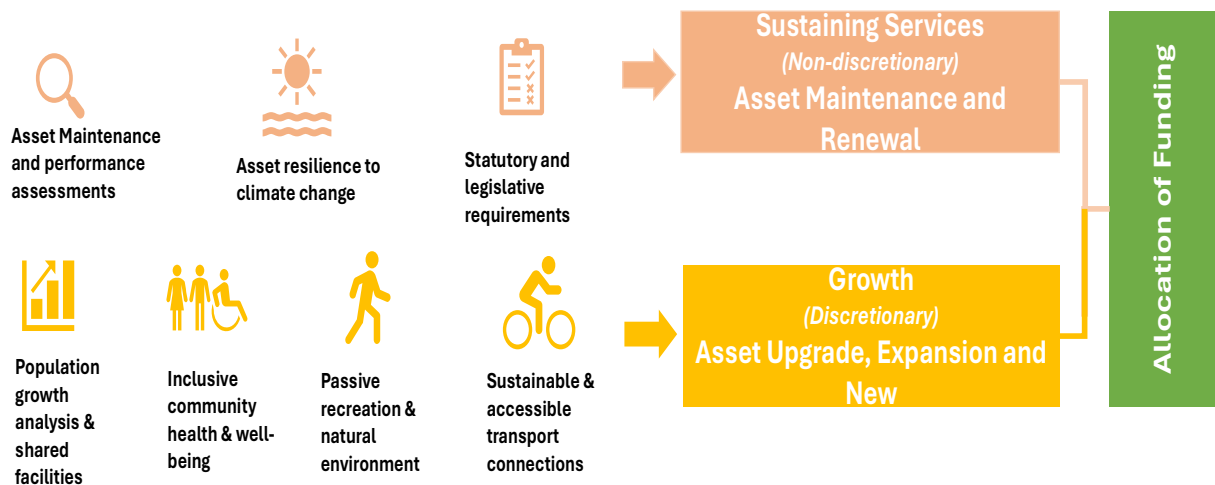 Asset Maintenance
and performance
assessments
Asset resilience to
climate change
Statutory and
legislative
requirements
Sustaining Services
(Non-discretionary)
Asset Maintenance and
Renewal
Population
growth
analysis &
shared
facilities
Inclusive
community
health & well-
being
Passive
recreation &
natural
environment
Sustainable &
accessible
transport
connections
Growth
(Discretionary)
Asset Upgrade, Expansion and
New
Allocation of Funding